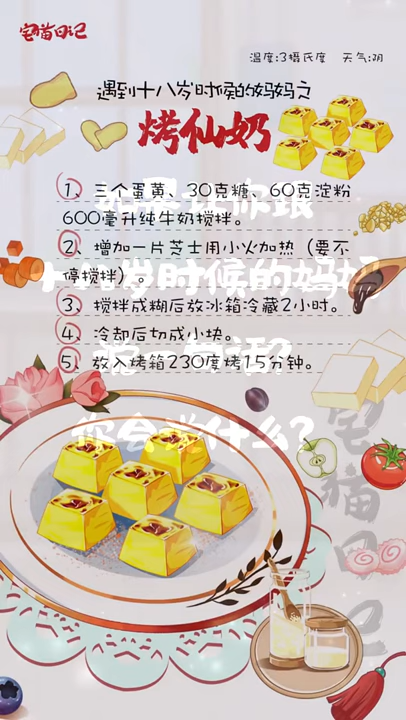 宅猫日记
温度:3摄氏度 天气:阴
遇到十八岁时候的妈妈之
烤仙奶
1、三个蛋黄、30克糖、60克淀粉
600毫升纯牛奶搅拌。
2、增加一片芝士用小火加热（要不
停搅拌）。
3、搅拌成糊后放冰箱冷藏2小时。
4、冷却后切成小块。
5、放入烤箱230度烤15分钟。
如果让你跟
十八岁时候的妈妈
你会说什么？
宅猫日记